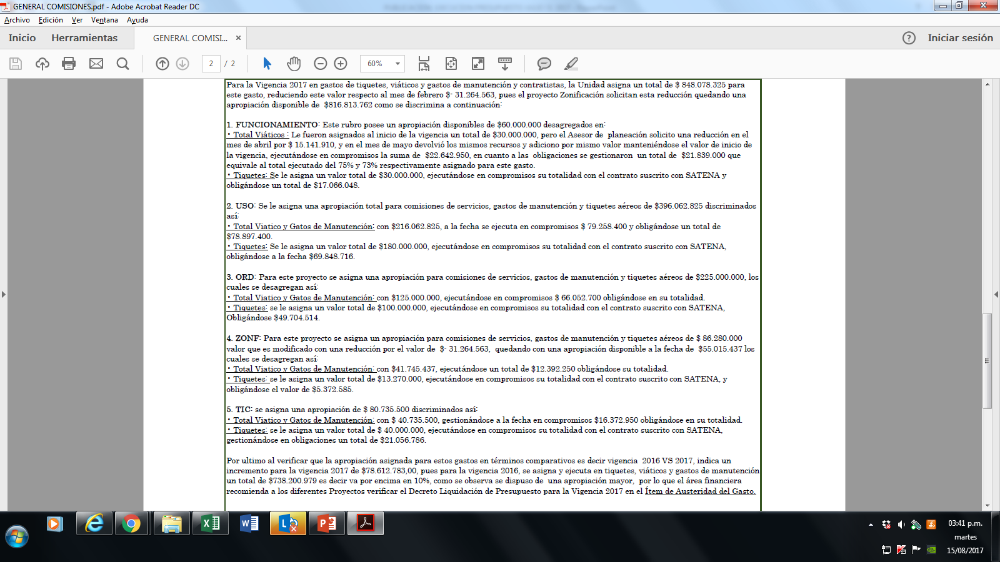 GENERAL COMISIONES.pdf - Adobe Acrobat Reader DC
Archivo Edición Ver Ventana Ayuda
Inicio Herramientas GENERAL COMISI... × Iniciar sesión
2 / 2 60%
Para la Vigencia 2017 en gastos de tiquetes, viáticos y gastos de manutención y contratistas, la Unidad asigna un total de $ 848.078.325 para
este gasto, reduciendo este valor respecto al mes de febrero $- 31.264.563, pues el proyecto Zonificación solicitan esta reducción quedando una
apropiación disponible de $816.813.762 como se discrimina a continuación:
1. FUNCIONAMIENTO: Este rubro posee un apropiación disponibles de $60.000.000 desagregados en:
• Total Viáticos : Le fueron asignados al inicio de la vigencia un total de $30.000.000, pero el Asesor de planeación solicito una reducción en el
mes de abril por $ 15.141.910, y en el mes de mayo devolvió los mismos recursos y adiciono por mismo valor manteniéndose el valor de inicio de
la vigencia, ejecutándose en compromisos la suma de $22.642.950, en cuanto a las obligaciones se gestionaron un total de $21.839.000 que
equivale al total ejecutado del 75% y 73% respectivamente asignado para este gasto.
• Tiquetes: Se le asigna un valor total de $30.000.000, ejecutándose en compromisos su totalidad con el contrato suscrito con SATENA y
obligándose un total de $17.066.048.
2. USO: Se le asigna una apropiación total para comisiones de servicios, gastos de manutención y tiquetes aéreos de $396.062.825 discriminados
así:
• Total Viatico y Gatos de Manutención: con $216.062.825, a la fecha se ejecuta en compromisos $ 79.258.400 y obligándose un total de
$78.897.400.
• Tiquetes: Se le asigna un valor total de $180.000.000, ejecutándose en compromisos su totalidad con el contrato suscrito con SATENA,
obligándose a la fecha $69.848.716.
3. ORD: Para este proyecto se asigna una apropiación para comisiones de servicios, gastos de manutención y tiquetes aéreos de $225.000.000, los
cuales se desagregan así:
• Total Viatico y Gatos de Manutención: con $125.000.000, ejecutándose en compromisos $ 66.052.700 obligándose en su totalidad.
• Tiquetes: se le asigna un valor total de $100.000.000, ejecutándose en compromisos su totalidad con el contrato suscrito con SATENA,
Obligándose $49.704.514.
4. ZONF: Para este proyecto se asigna un apropiación para comisiones de servicios, gastos de manutención y tiquetes aéreos de $ 86.280.000
valor que es modificado con una reducción por el valor de $- 31.264.563, quedando con una apropiación disponible a la fecha de $55.015.437 los
cuales se desagregan así:
• Total Viatico y Gatos de Manutención: con $41.745.437, ejecutándose un total de $12.392.250 obligándose su totalidad.
• Tiquetes: se le asigna un valor total de $13.270.000, ejecutándose en compromisos su totalidad con el contrato suscrito con SATENA, y
obligándose el valor de $5.372.585.
5. TIC: se asigna una apropiación de $ 80.735.500 discriminados así:
• Total Viatico y Gatos de Manutención: con $ 40.735.500, gestionándose a la fecha en compromisos $16.372.950 obligándose en su totalidad.
• Tiquetes: se le asigna un valor total de $ 40.000.000, ejecutándose en compromisos su totalidad con el contrato suscrito con SATENA,
gestionándose en obligaciones un total de $21.056.786.
Por ultimo al verificar que la apropiación asignada para estos gastos en términos comparativos es decir vigencia 2016 VS 2017, indica un
incremento para la vigencia 2017 de $78.612.783,00, pues para la vigencia 2016, se asigna y ejecuta en tiquetes, viáticos y gastos de manutención
un total de $738.200.979 es decir va por encima en 10%, como se observa se dispuso de una apropiación mayor, por lo que el área financiera
recomienda a los diferentes Proyectos verificar el Decreto Liquidación de Presupuesto para la Vigencia 2017 en el Ítem de Austeridad del Gasto.
03:41 p.m.
martes
15/08/2017